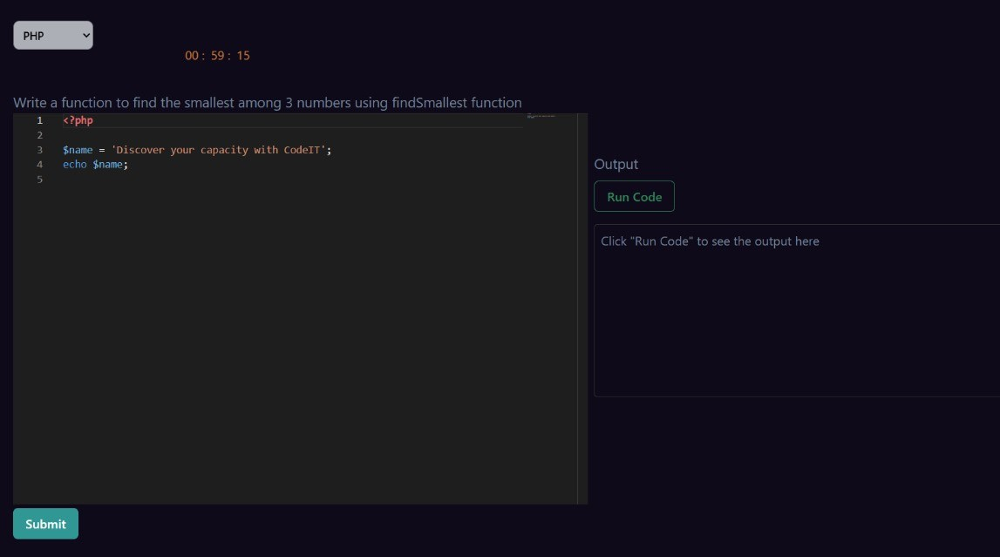 PHP
00 : 59 : 15
Write a function to find the smallest among 3 numbers using findSmallest function
1 <?php
2
3 $name = 'Discover your capacity with CodeIT';
4 echo $name;
5
Output
Run Code
Click "Run Code" to see the output here
Submit